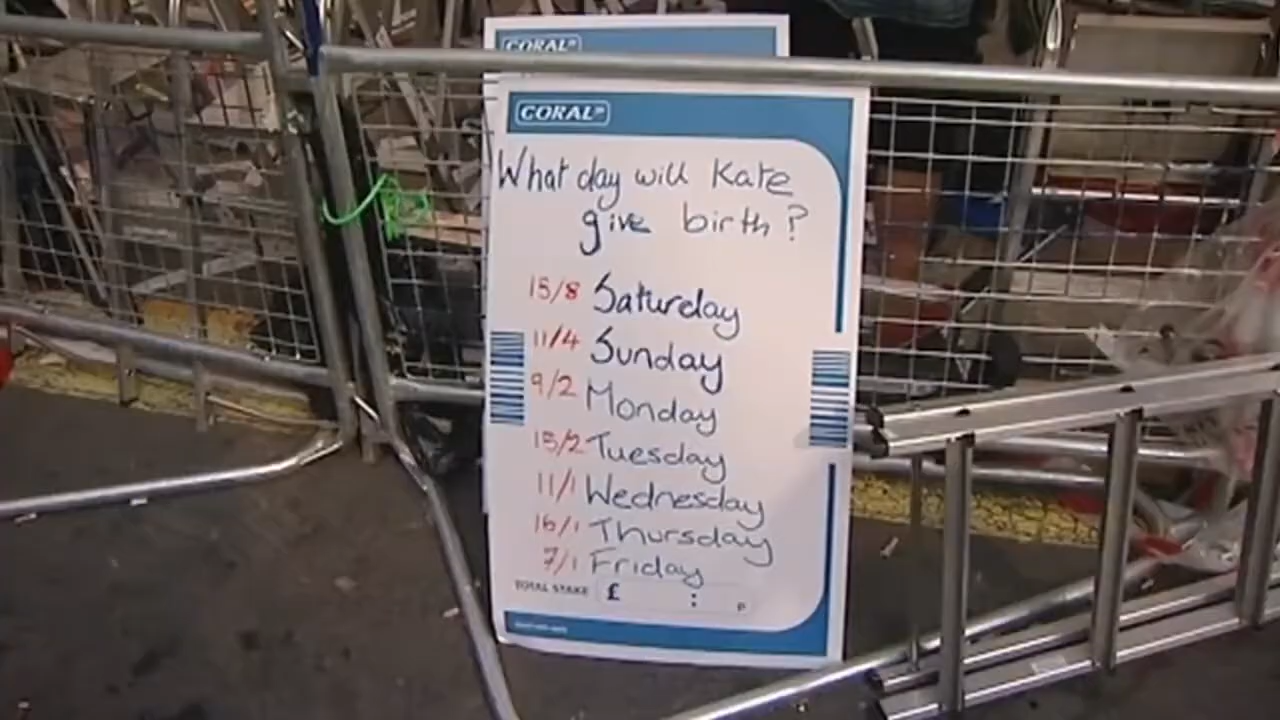 CORAL
CORAL
What day will Kate
give birth?
15/8 Saturday
11/4 Sunday
9/2 Monday
15/2 Tuesday
11/1 Wednesday
16/1 Thursday
7/1 Friday
TOTAL STAKE £ : P